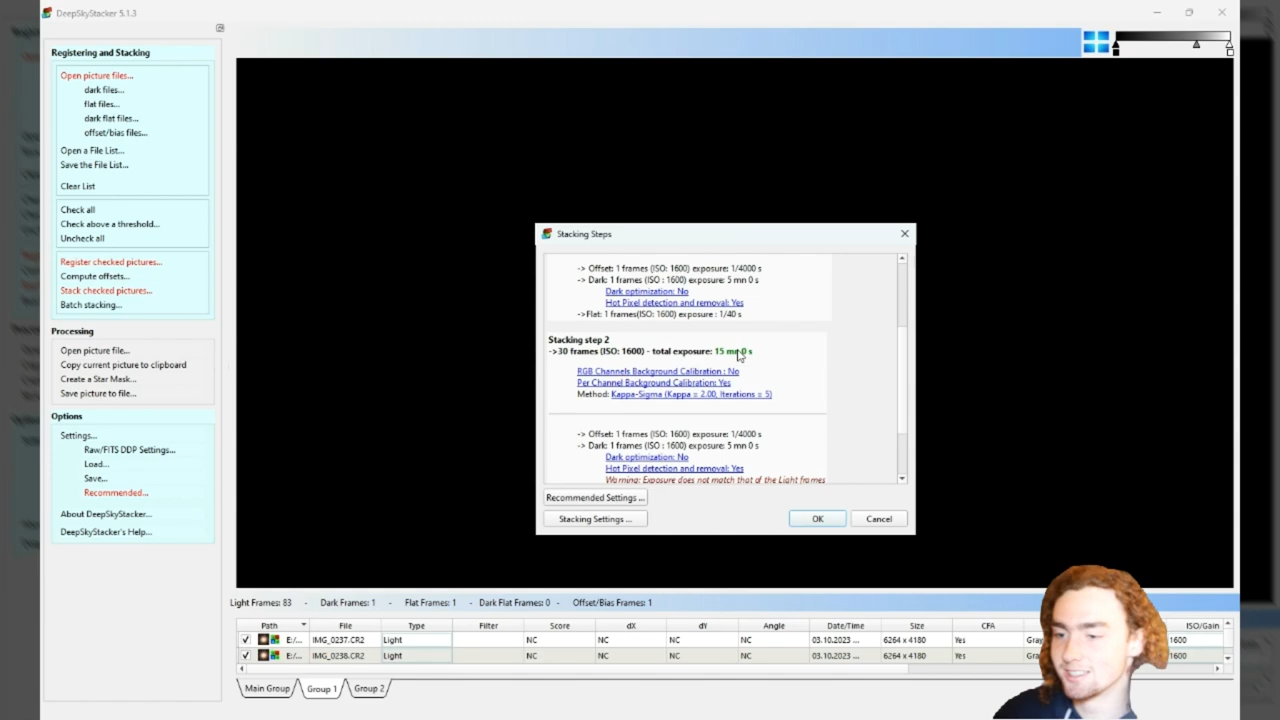 DeepSkyStacker 5.1.3
Registering and Stacking
Open picture files...
dark files...
flat files...
dark flat files...
offset/bias files...
Open a File List...
Save the File List...
Clear List
Check all
Check above a threshold...
Uncheck all
Register checked pictures...
Compute offsets...
Stack checked pictures...
Batch stacking...
Processing
Open picture file...
Copy current picture to clipboard
Create a Star Mask...
Save picture to file...
Options
Settings...
Raw/FITS DDP Settings...
Load...
Save...
Recommended...
About DeepSkyStacker...
DeepSkyStacker's Help...
Stacking Steps
-> Offset: 1 frames (ISO: 1600) exposure: 1/4000 s
-> Dark: 1 frames (ISO : 1600) exposure: 5 mn 0 s
Dark optimization: No
Hot Pixel detection and removal: Yes
->Flat: 1 frames(ISO: 1600) exposure : 1/40 s
Stacking step 2
->30 frames (ISO: 1600) - total exposure: 15 mn 0 s
RGB Channels Background Calibration : No
Per Channel Background Calibration: Yes
Method: Kappa-Sigma (Kappa = 2.00, Iterations = 5)
-> Offset: 1 frames (ISO: 1600) exposure: 1/4000 s
-> Dark: 1 frames (ISO : 1600) exposure: 5 mn 0 s
Dark optimization: No
Hot Pixel detection and removal: Yes
Warning: Exposure does not match that of the Light frames
Recommended Settings ...
Stacking Settings ...
OK
Cancel
Light Frames: 83 - Dark Frames: 1 - Flat Frames: 1 - Dark Flat Frames: 0 - Offset/Bias Frames: 1
Path File Type Filter Score dX dY Angle Date/Time Size CFA ISO/Gain
E:/... IMG_0237.CR2 Light NC NC NC NC 03.10.2023 ... 6264 x 4180 Yes Gra 1600
E:/... IMG_0238.CR2 Light NC NC NC NC 03.10.2023 ... 6264 x 4180 Yes Gra 1600
Main Group
Group 1
Group 2